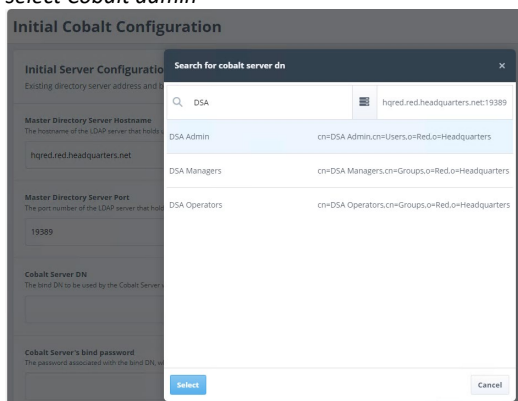 select Cobalt admin
Initial Cobalt Configuration
Initial Server Configuratio
Existing directory server address and b
Master Directory Server Hostname
The hostname of the LDAP server that holds u
hqred.red.headquarters.net
Master Directory Server Port
The port number of the LDAP server that hold
19389
Cobalt Server DN
The bind DN to be used by the Cobalt Server
Cobalt Server's bind password
The password associated with the bind DN, w
Search for cobalt server dn ×
DSA hqred.red.headquarters.net:19389
DSA Admin cn=DSA Admin,cn=Users,o=Red,o=Headquarters
DSA Managers cn=DSA Managers,cn=Groups,o=Red,o=Headquarters
DSA Operators cn=DSA Operators,cn=Groups,o=Red,o=Headquarters
Select Cancel